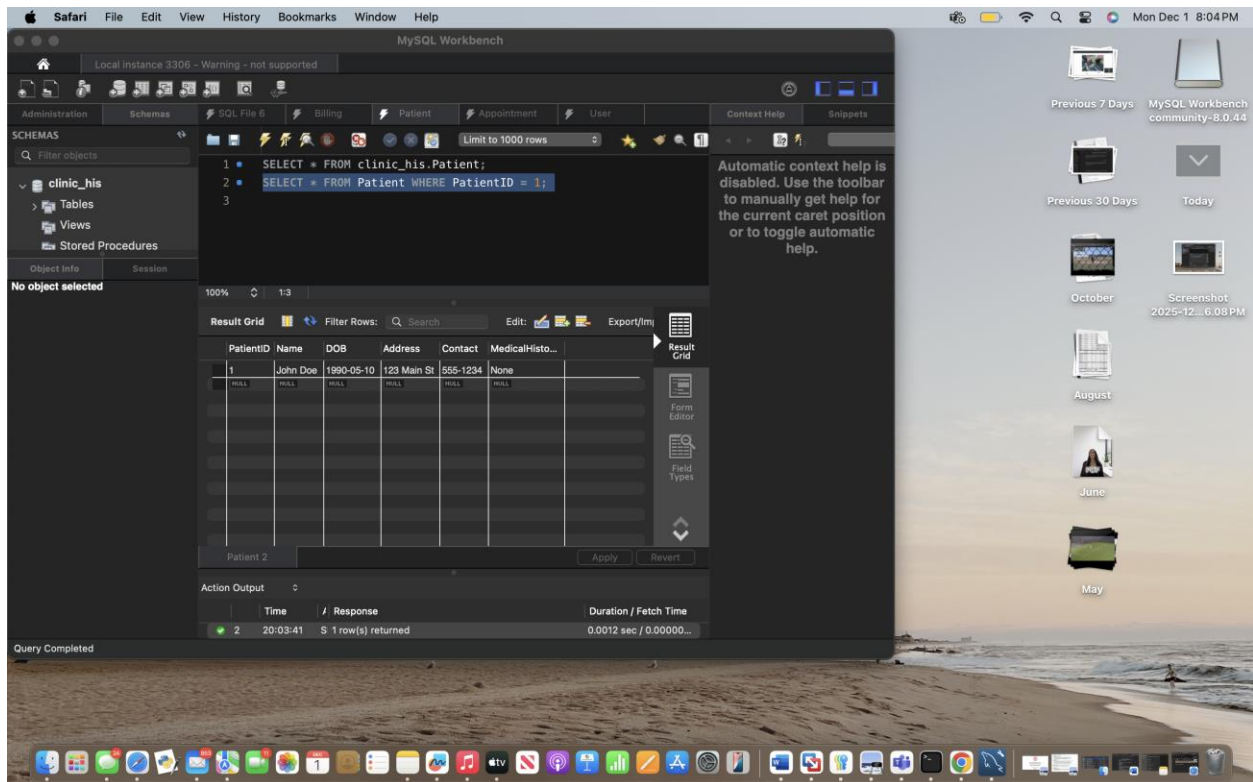 Safari File Edit View History Bookmarks Window Help Mon Dec 1 8:04 PM
MySQL Workbench
Local instance 3306 - Warning - not supported
Administration Schemas SQL File 6 Billing Patient Appointment User Context Help Snippets
SCHEMAS
Filter objects
clinic_his
Tables
Views
Stored Procedures
Object Info Session
No object selected
Limit to 1000 rows
1 SELECT * FROM clinic_his.Patient;
2 SELECT * FROM Patient WHERE PatientID = 1;
3
100% 1:3
Result Grid Filter Rows: Search Edit: Export/Im
PatientID Name DOB Address Contact MedicalHisto...
1 John Doe 1990-05-10 123 Main St 555-1234 None
NULL NULL NULL NULL NULL NULL
Result
Grid
Form
Editor
Field
Types
Patient 2 Apply Revert
Action Output
Time A Response Duration / Fetch Time
2 20:03:41 S 1 row(s) returned 0.0012 sec / 0.00000...
Query Completed
Automatic context help is
disabled. Use the toolbar
to manually get help for
the current caret position
or to toggle automatic
help.
Previous 7 Days
MySQL Workbench
community-8.0.44
Previous 30 Days
Today
October
Screenshot
2025-12...6.08 PM
August
June
May